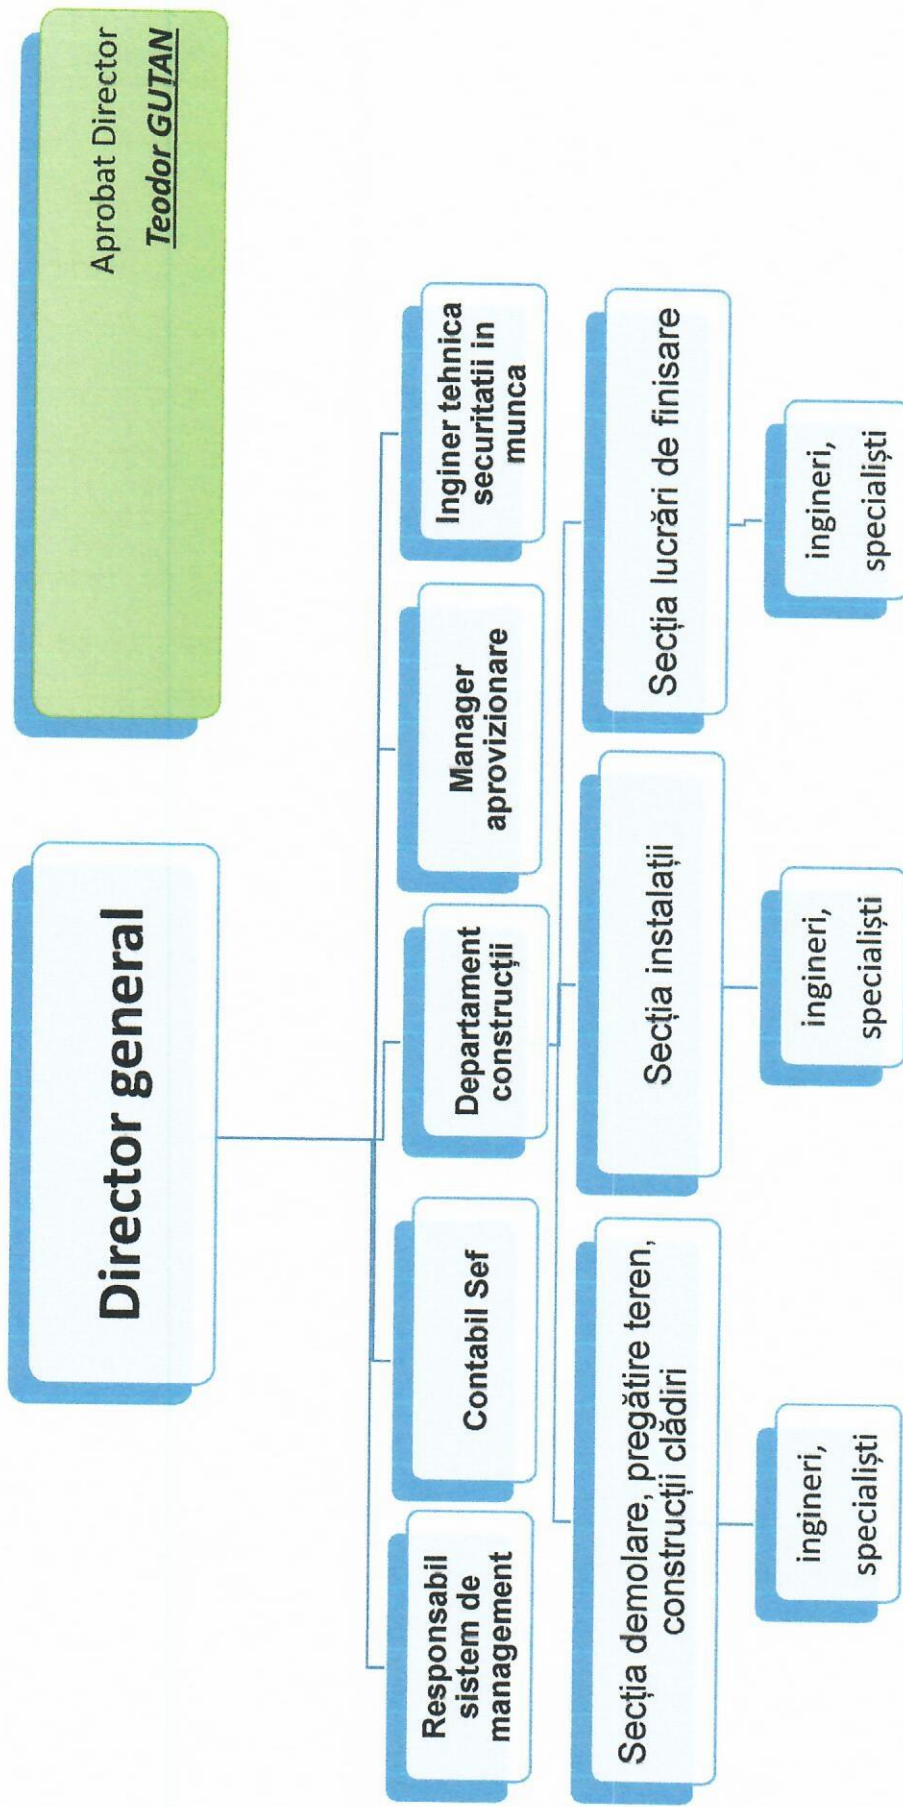 Aprobat Director
Teodor GUȚAN
Director general
Responsabil
sistem de
management
Contabil Sef
Departament
construcții
Manager
aprovizionare
Inginer tehnica
securitatii in
munca
Secția demolare, pregătire teren,
construcții clădiri
Secția instalații
Secția lucrări de finisare
ingineri,
specialiști
ingineri,
specialiști
ingineri,
specialiști